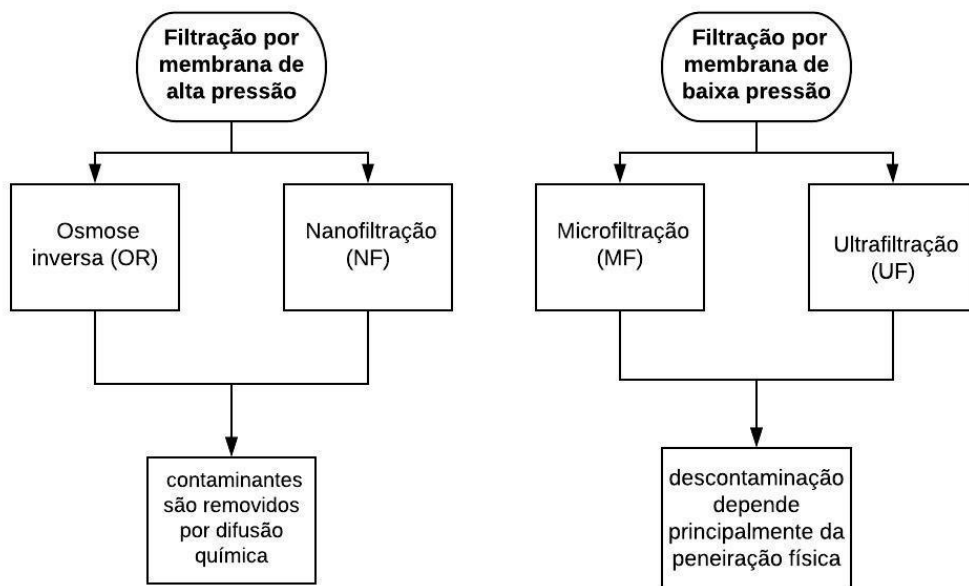 Filtração por
membrana de
alta pressão
Filtração por
membrana de
baixa pressão
Osmose
inversa (OR)
Nanofiltração
(NF)
Microfiltração
(MF)
Ultrafiltração
(UF)
contaminantes
são removidos
por difusão
química
descontaminação
depende
principalmente da
peneiração física